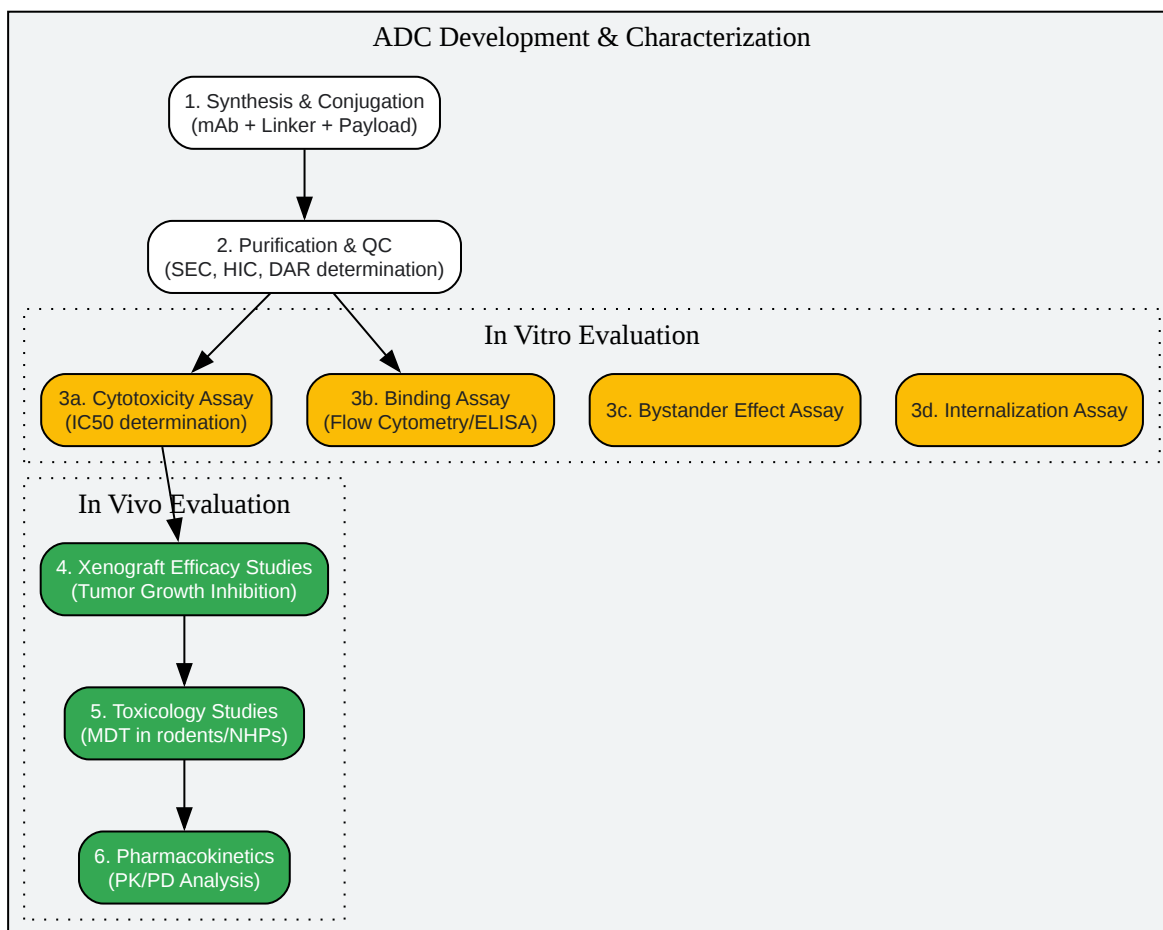 ADC Development & Characterization
1. Synthesis & Conjugation
(mAb + Linker + Payload)
2. Purification & QC
(SEC, HIC, DAR determination)
In Vitro Evaluation
3a. Cytotoxicity Assay
(IC50 determination)
3b. Binding Assay
(Flow Cytometry/ELISA)
3c. Bystander Effect Assay
3d. Internalization Assay
In Vivo Evaluation
4. Xenograft Efficacy Studies
(Tumor Growth Inhibition)
5. Toxicology Studies
(MDT in rodents/NHPs)
6. Pharmacokinetics
(PK/PD Analysis)